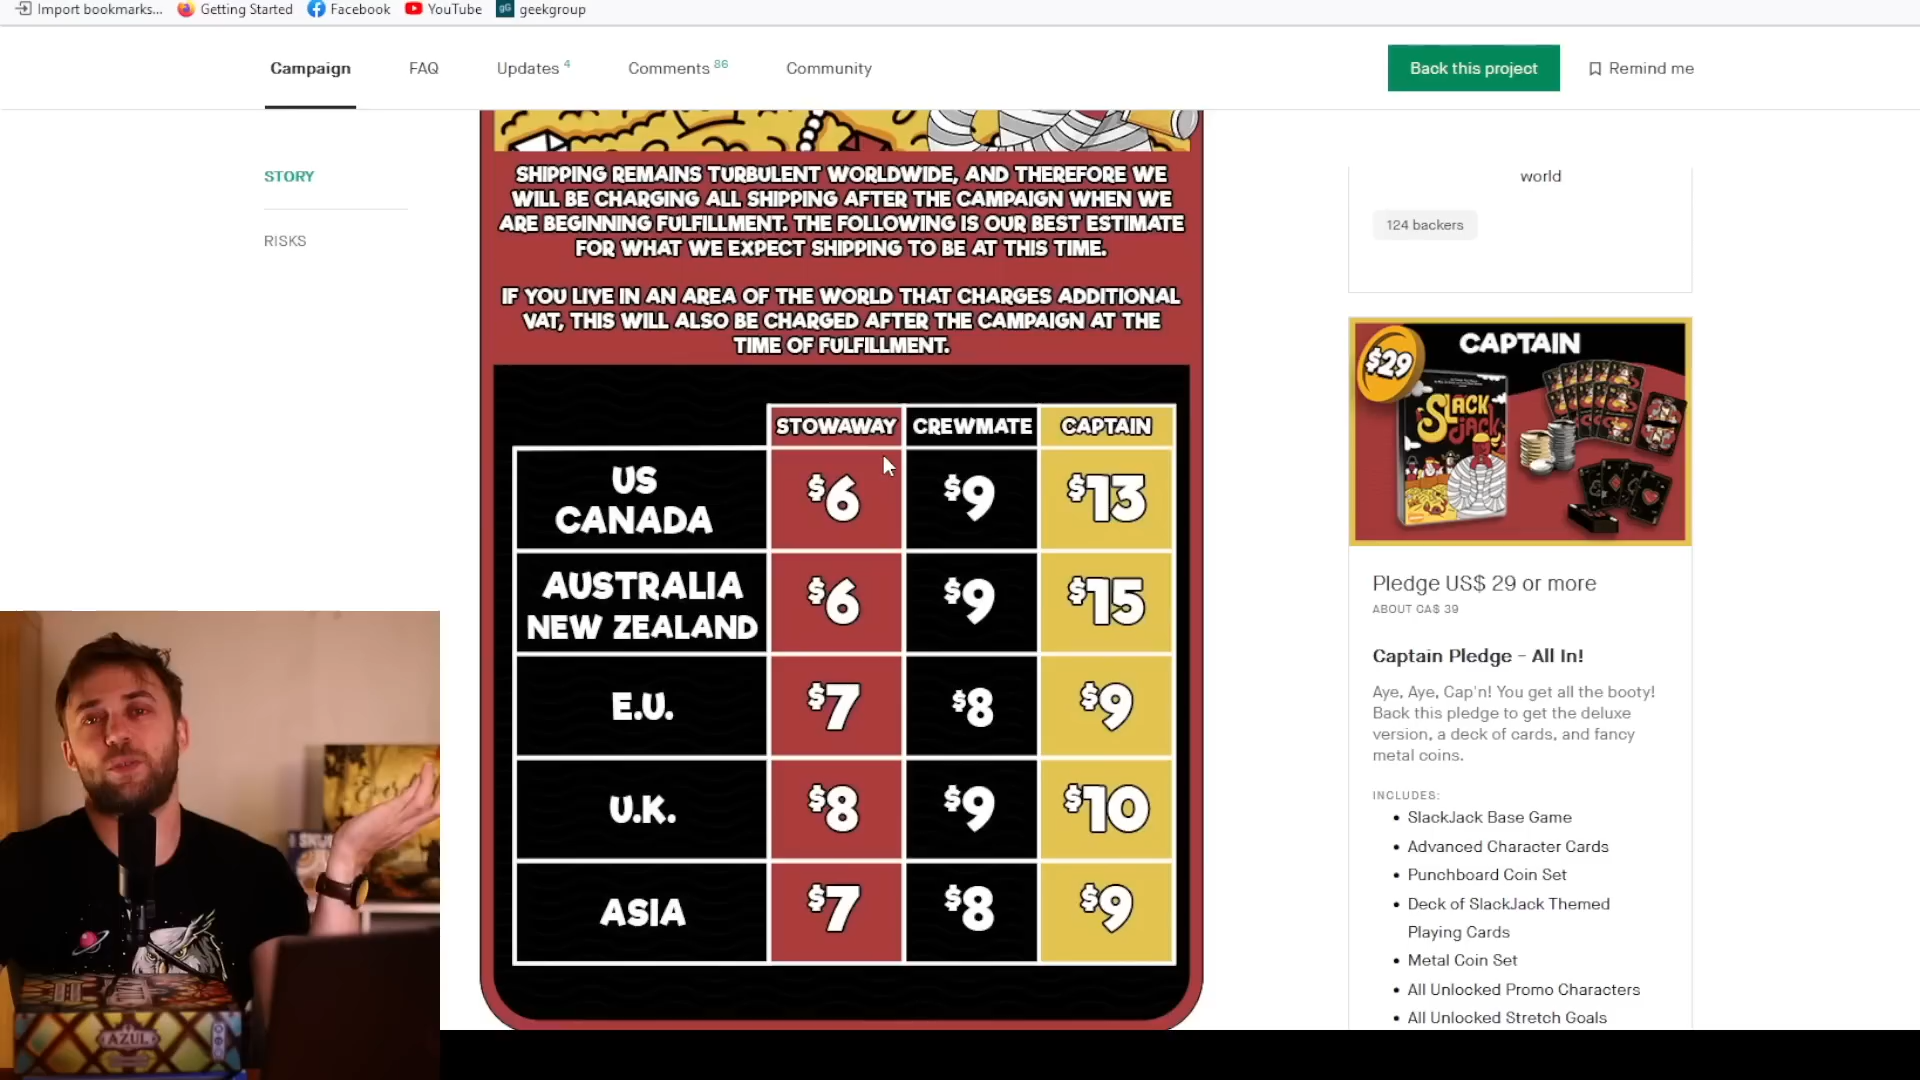 Import bookmarks...
Getting Started
Facebook
YouTube
gG geekgroup
Campaign
FAQ
Updates 4
Comments 86
Community
Back this project
Remind me
STORY
RISKS
SHIPPING REMAINS TURBULENT WORLDWIDE, AND THEREFORE WE
WILL BE CHARGING ALL SHIPPING AFTER THE CAMPAIGN WHEN WE
ARE BEGINNING FULFILLMENT. THE FOLLOWING IS OUR BEST ESTIMATE
FOR WHAT WE EXPECT SHIPPING TO BE AT THIS TIME.
IF YOU LIVE IN AN AREA OF THE WORLD THAT CHARGES ADDITIONAL
VAT, THIS WILL ALSO BE CHARGED AFTER THE CAMPAIGN AT THE
TIME OF FULFILLMENT.
STOWAWAY CREWMATE CAPTAIN
US
CANADA
$6 $9 $13
AUSTRALIA
NEW ZEALAND
$6 $9 $15
E.U. $7 $8 $9
U.K. $8 $9 $10
ASIA $7 $8 $9
world
124 backers
$29
CAPTAIN
SLACK
JACK
Pledge US$ 29 or more
ABOUT CA$ 39
Captain Pledge - All In!
Aye, Aye, Cap'n! You get all the booty!
Back this pledge to get the deluxe
version, a deck of cards, and fancy
metal coins.
INCLUDES:
• SlackJack Base Game
• Advanced Character Cards
• Punchboard Coin Set
• Deck of SlackJack Themed
Playing Cards
• Metal Coin Set
• All Unlocked Promo Characters
• All Unlocked Stretch Goals
AZUL